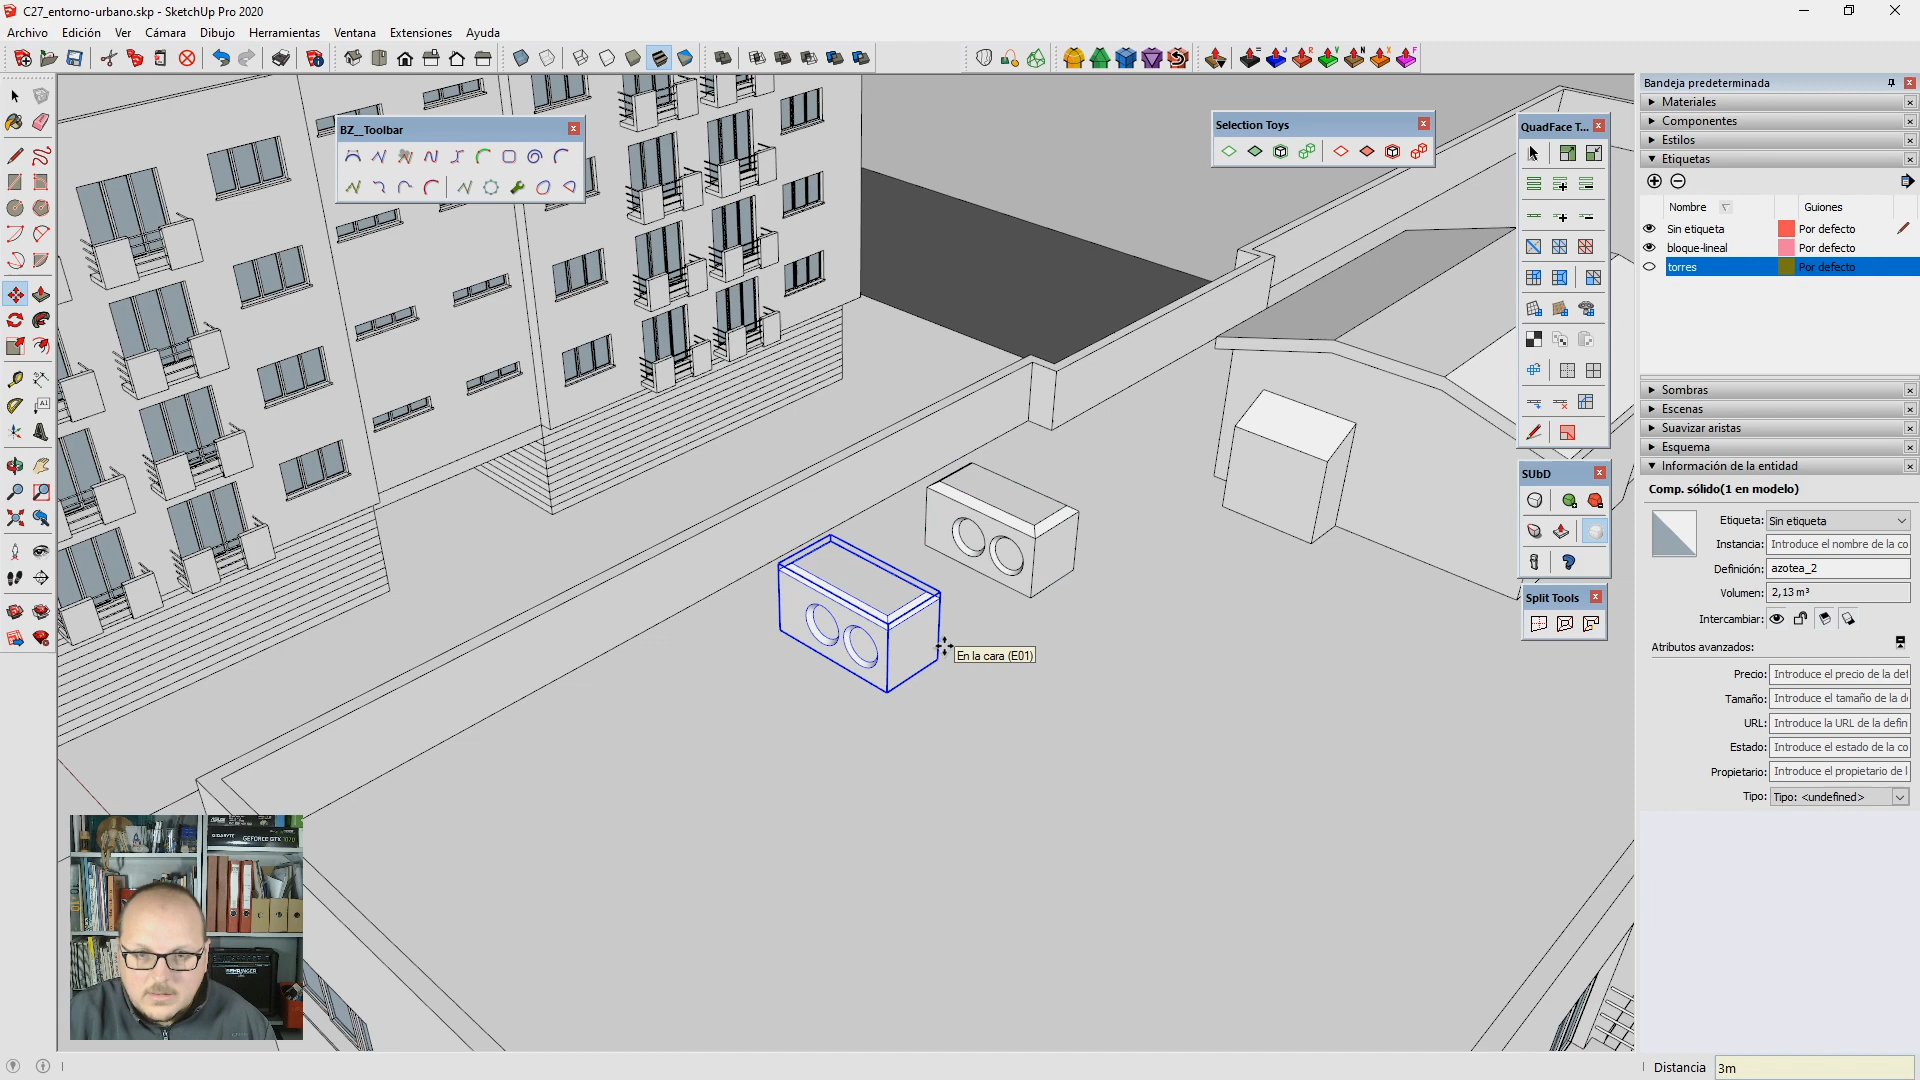 C27_entorno-urbano.skp - SketchUp Pro 2020
Archivo Edición Ver Cámara Dibujo Herramientas Ventana Extensiones Ayuda
BZ__Toolbar
Selection Toys
QuadFace T...
SUbD
Split Tools
En la cara (E01)
Bandeja predeterminada
Materiales
Componentes
Estilos
Etiquetas
Nombre Guiones
Sin etiqueta Por defecto
bloque-lineal Por defecto
torres Por defecto
Sombras
Escenas
Suavizar aristas
Esquema
Información de la entidad
Comp. sólido(1 en modelo)
Etiqueta: Sin etiqueta
Instancia: Introduce el nombre de la co
Definición: azotea_2
Volumen: 2,13 m³
Intercambiar:
Atributos avanzados:
Precio: Introduce el precio de la def
Tamaño: Introduce el tamaño de la d
URL: Introduce la URL de la defin
Estado: Introduce el estado de la co
Propietario: Introduce el propietario de l
Tipo: Tipo: <undefined>
GIGABYTE
GEFORCE GTX 1070
Distancia 3m